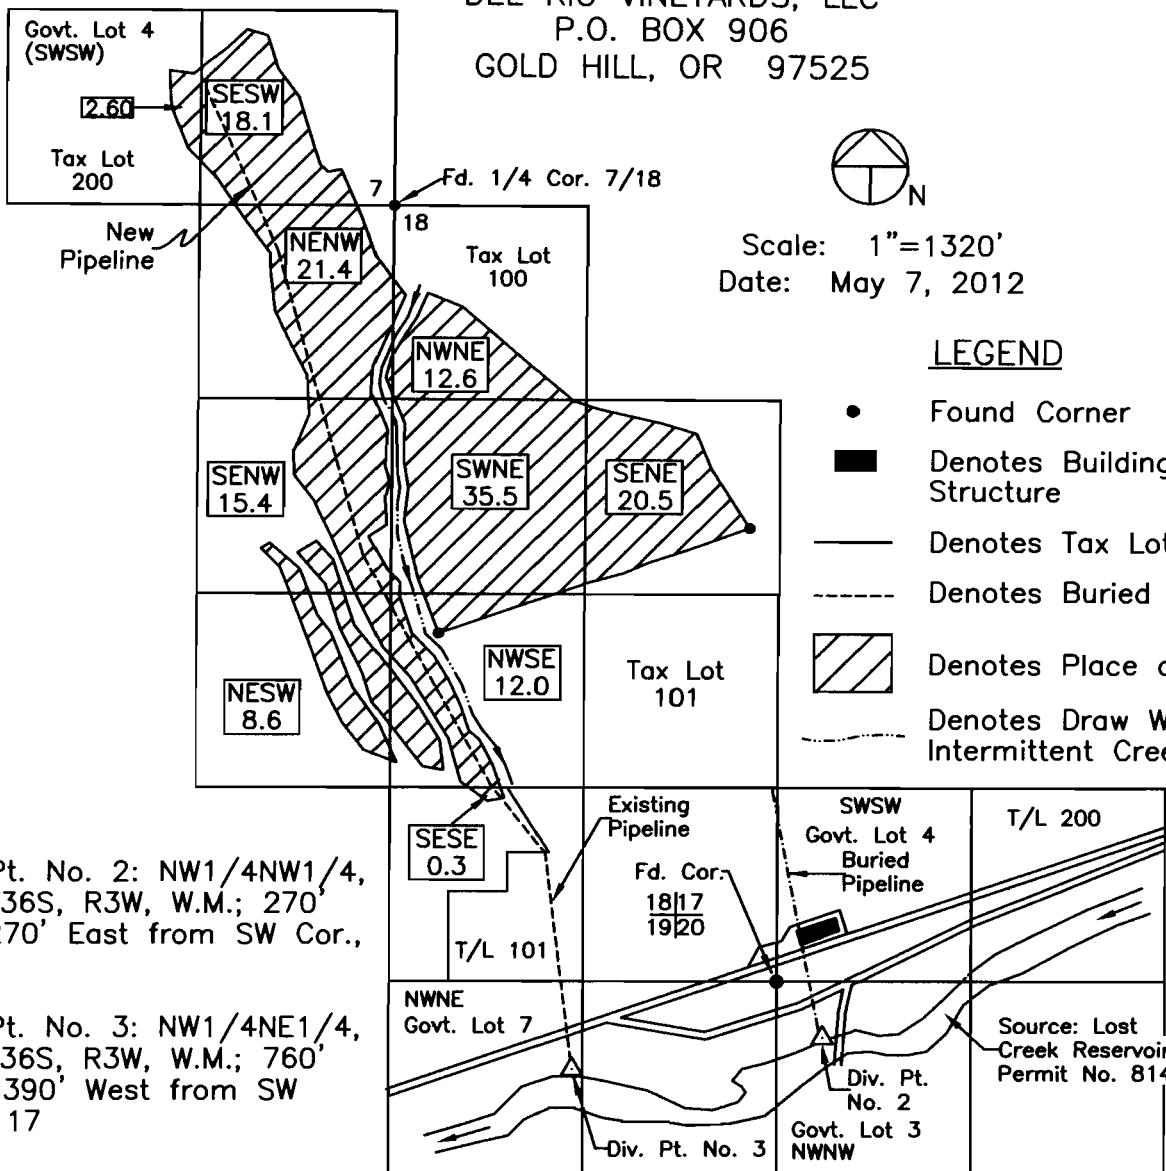 DEL RIO VINEYARDS, LLC
P.O. BOX 906
GOLD HILL, OR 97525
Govt. Lot 4
(SWSW)
2.60
SESW
18.1
Tax Lot
200
7
Fd. 1/4 Cor. 7/18
18
New
Pipeline
NENW
21.4
Tax Lot
100
N
Scale: 1"=1320'
Date: May 7, 2012
NWNE
12.6
LEGEND
Found Corner
Denotes Building
Structure
Denotes Tax Lot
Denotes Buried
Denotes Place
Denotes Draw
Intermittent
SENW
15.4
SWNE
35.5
SENE
20.5
NESW
8.6
NWSE
12.0
Tax Lot
101
SESE
0.3
Existing
Pipeline
SWSW
Govt. Lot 4
Buried
Pipeline
T/L 200
Fd. Cor.
18|17
19|20
T/L 101
Pt. No. 2: NW1/4NW1/4,
36S, R3W, W.M.; 270'
270' East from SW Cor.,
Pt. No. 3: NW1/4NE1/4,
36S, R3W, W.M.; 760'
390' West from SW
17
NWNE
Govt. Lot 7
Source: Lost
Creek Reservoir
Permit No. 814
Div. Pt.
No. 2
Govt. Lot 3
NWNW
Div. Pt. No. 3